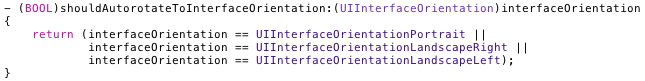 - (BOOL)shouldAutorotateToInterfaceOrientation:(UIInterfaceOrientation)interfaceOrientation
{
    return (interfaceOrientation == UIInterfaceOrientationPortrait ||
            interfaceOrientation == UIInterfaceOrientationLandscapeRight ||
            interfaceOrientation == UIInterfaceOrientationLandscapeLeft);
}